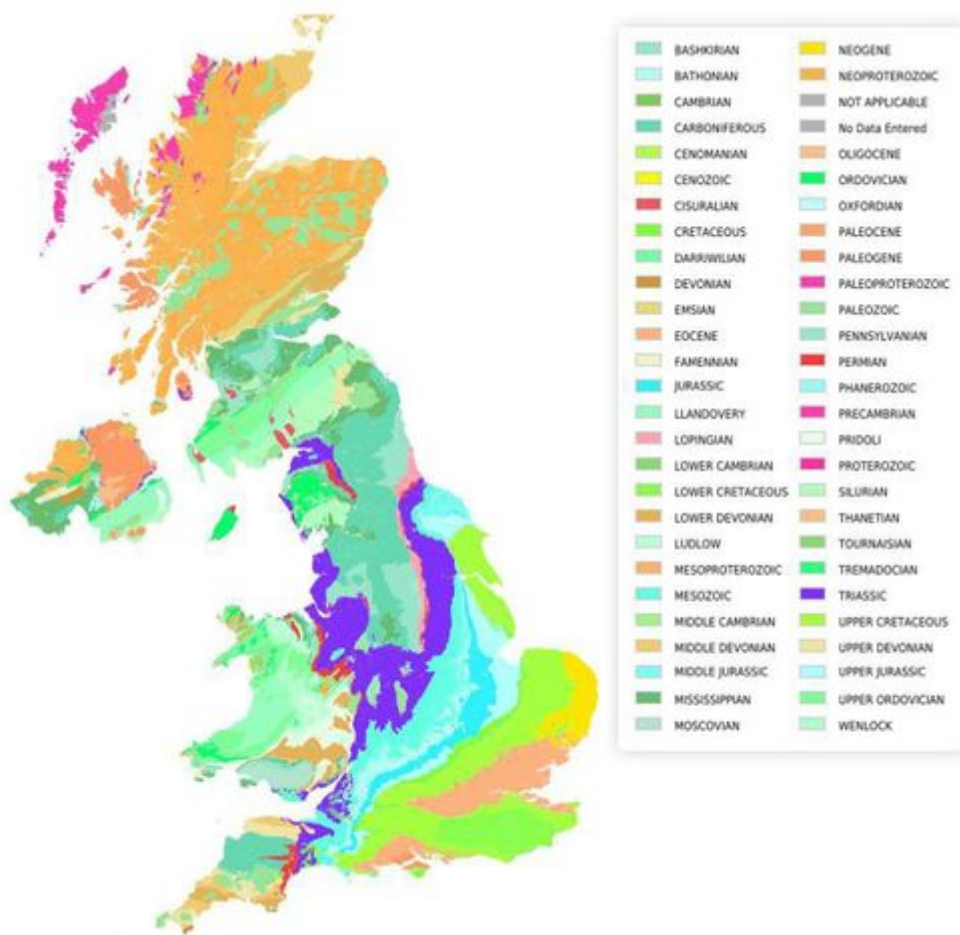 BASHKIRIAN
BATHONIAN
CAMBRIAN
CARBONIFEROUS
CENOMANIAN
CENOZOIC
CISURALIAN
CRETACEOUS
DARRIWILIAN
DEVONIAN
EMSIAN
EOCENE
FAMENNIAN
JURASSIC
LLANDOVERY
LOPINGIAN
LOWER CAMBRIAN
LOWER CRETACEOUS
LOWER DEVONIAN
LUDLOW
MESOPROTEROZOIC
MESOZOIC
MIDDLE CAMBRIAN
MIDDLE DEVONIAN
MIDDLE JURASSIC
MISSISSIPPIAN
MOSCOVIAN
NEOGENE
NEOPROTEROZOIC
NOT APPLICABLE
No Data Entered
OLIGOCENE
ORDOVICIAN
OXFORDIAN
PALEOCENE
PALEOGENE
PALEOPROTEROZOIC
PALEOZOIC
PENNSYLVANIAN
PERMIAN
PHANEROZOIC
PRECAMBRIAN
PRIDOLI
PROTEROZOIC
SILURIAN
THANETIAN
TOURNAISIAN
TREMADOCIAN
TRIASSIC
UPPER CRETACEOUS
UPPER DEVONIAN
UPPER JURASSIC
UPPER ORDOVICIAN
WENLOCK